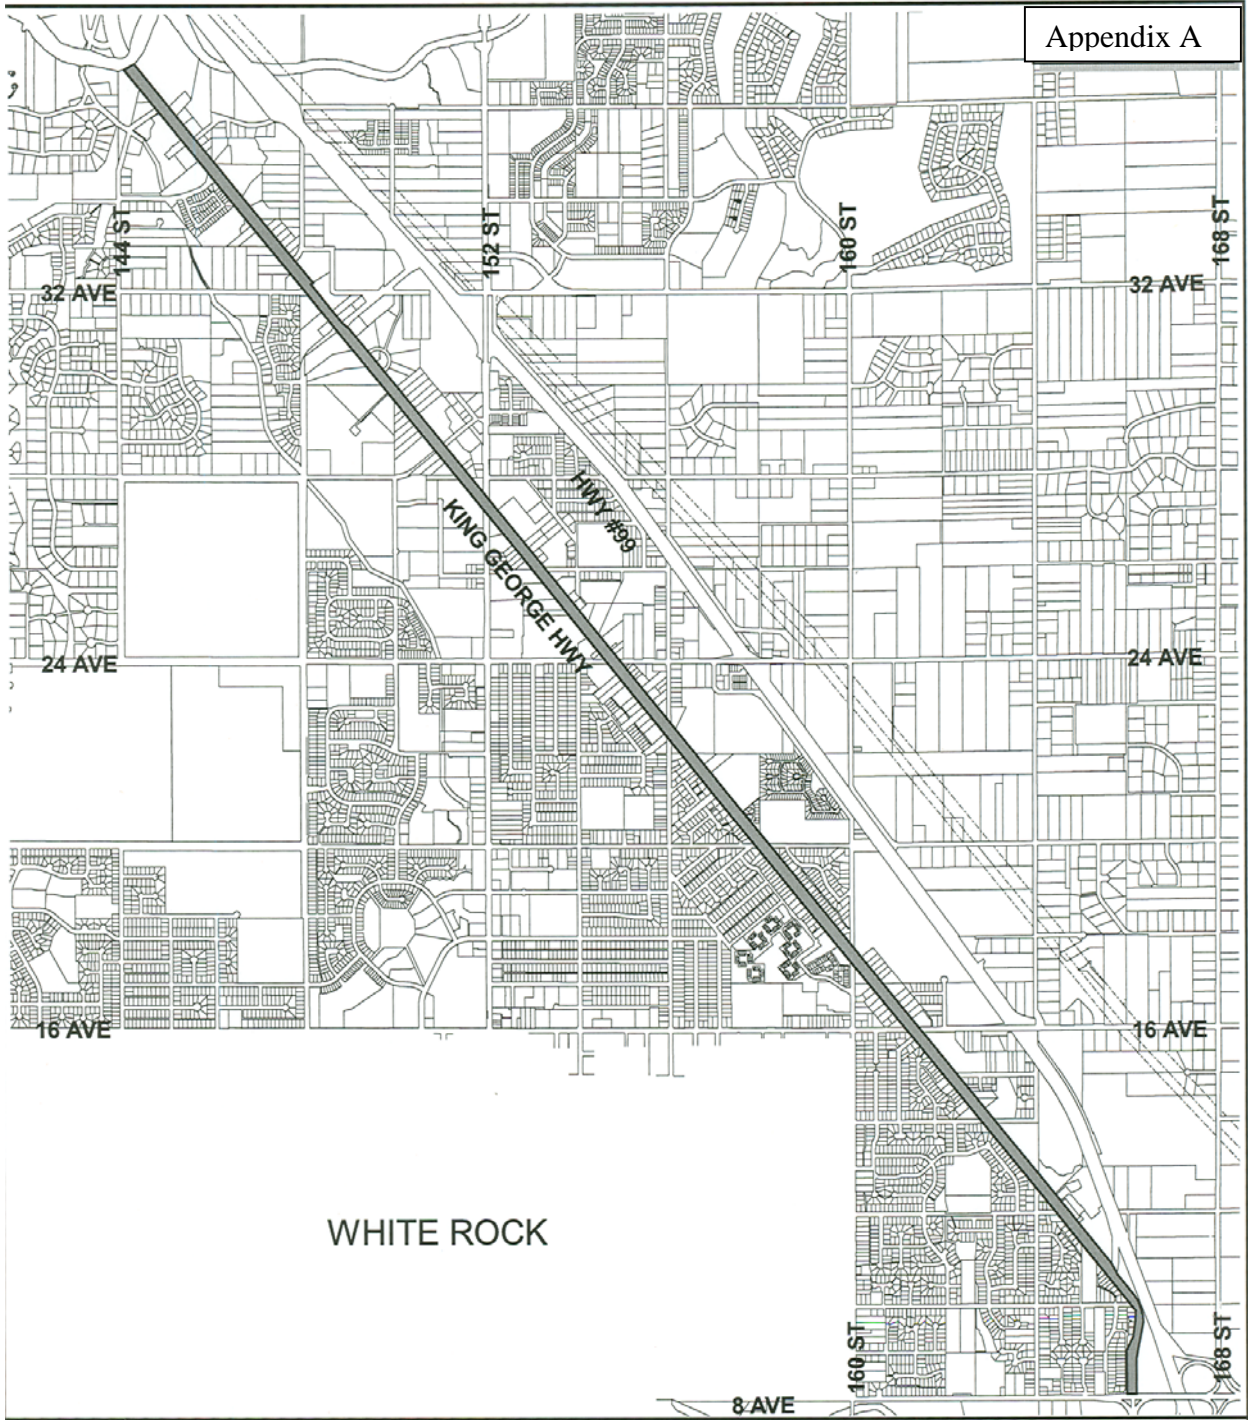 Appendix A
144 ST
152 ST
160 ST
168 ST
32 AVE
32 AVE
HWY #99
KING GEORGE HWY
24 AVE
24 AVE
16 AVE
16 AVE
WHITE ROCK
160 ST
168 ST
8 AVE